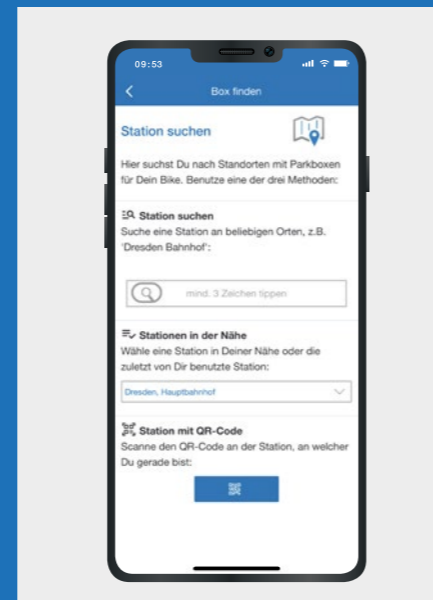 09:53
Box finden
Station suchen
Hier suchst Du nach Standorten mit Parkboxen
für Dein Bike. Benutze eine der drei Methoden:
Station suchen
Suche eine Station an beliebigen Orten, z.B.
'Dresden Bahnhof':
mind. 3 Zeichen tippen
Stationen in der Nähe
Wähle eine Station in Deiner Nähe oder die
zuletzt von Dir benutzte Station:
Dresden, Hauptbahnhof
Station mit QR-Code
Scanne den QR-Code an der Station, an welcher
Du gerade bist: